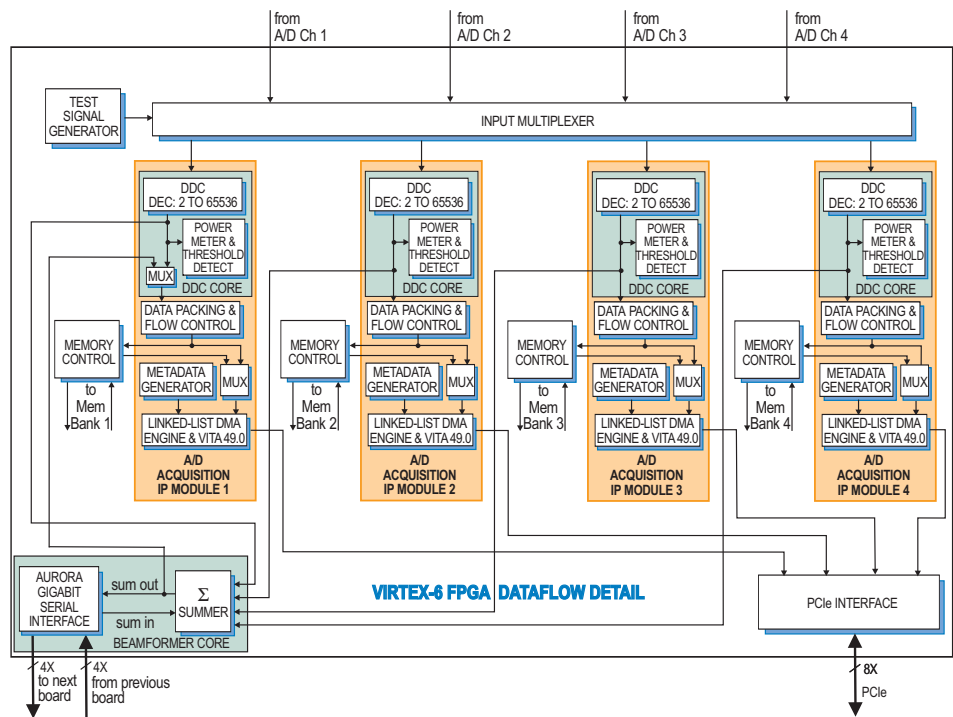 from
A/D Ch 1
from
A/D Ch 2
from
A/D Ch 3
from
A/D Ch 4
TEST
SIGNAL
GENERATOR
INPUT MULTIPLEXER
DDC
DEC: 2 TO 65536
POWER
METER &
THRESHOLD
DETECT
MUX
DDC CORE
DATA PACKING &
FLOW CONTROL
MEMORY
CONTROL
METADATA
GENERATOR
MUX
to
Mem
Bank 1
LINKED-LIST DMA
ENGINE & VITA 49.0
A/D
ACQUISITION
IP MODULE 1
DDC
DEC: 2 TO 65536
POWER
METER &
THRESHOLD
DETECT
DDC CORE
DATA PACKING &
FLOW CONTROL
MEMORY
CONTROL
METADATA
GENERATOR
MUX
to
Mem
Bank 2
LINKED-LIST DMA
ENGINE & VITA 49.0
A/D
ACQUISITION
IP MODULE 2
DDC
DEC: 2 TO 65536
POWER
METER &
THRESHOLD
DETECT
DDC CORE
DATA PACKING &
FLOW CONTROL
MEMORY
CONTROL
METADATA
GENERATOR
MUX
to
Mem
Bank 3
LINKED-LIST DMA
ENGINE & VITA 49.0
A/D
ACQUISITION
IP MODULE 3
DDC
DEC: 2 TO 65536
POWER
METER &
THRESHOLD
DETECT
DDC CORE
DATA PACKING &
FLOW CONTROL
MEMORY
CONTROL
METADATA
GENERATOR
MUX
to
Mem
Bank 4
LINKED-LIST DMA
ENGINE & VITA 49.0
A/D
ACQUISITION
IP MODULE 4
AURORA
GIGABIT
SERIAL
INTERFACE
sum out
sum in
Σ
SUMMER
BEAMFORMER CORE
VIRTEX-6 FPGA DATAFLOW DETAIL
PCIe INTERFACE
4X
to next
board
4X
from previous
board
8X
PCIe